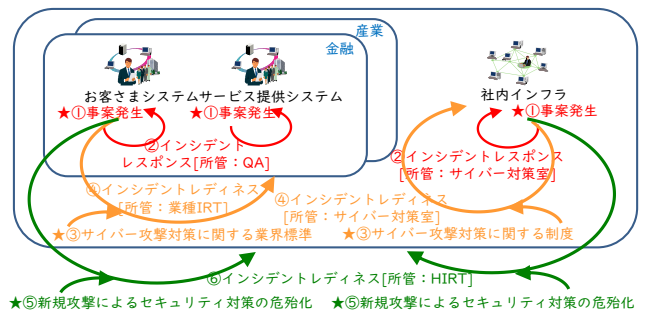 産業
金融
お客さまシステム
サービス提供システム
社内インフラ
★①事案発生
★①事案発生
★①事案発生
②インシデント
レスポンス[所管：QA]
②インシデントレスポンス
[所管：サイバー対策室]
④インシデントレディネス
[所管：業種IRT]
④インシデントレディネス
[所管：サイバー対策室]
★③サイバー攻撃対策に関する業界標準
★③サイバー攻撃対策に関する制度
⑥インシデントレディネス[所管：HIRT]
★⑤新規攻撃によるセキュリティ対策の危殆化
★⑤新規攻撃によるセキュリティ対策の危殆化